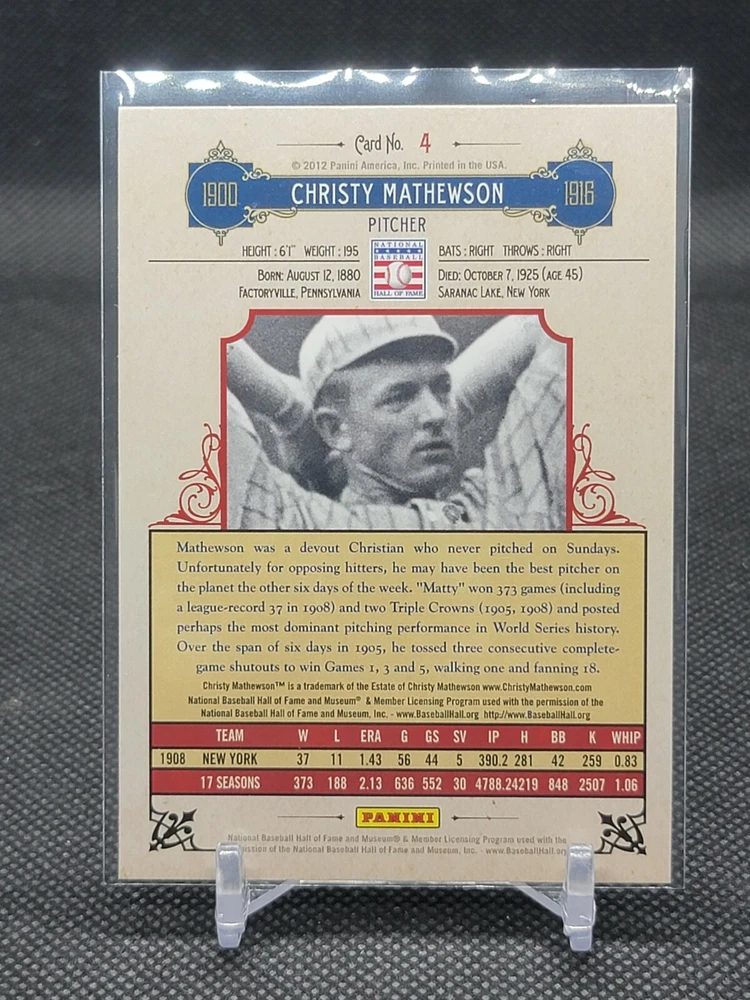 Card No. 4
© 2012 Panini America, Inc. Printed in the USA.
1900 CHRISTY MATHEWSON 1916
PITCHER
HEIGHT : 6'1" WEIGHT : 195 BATS : RIGHT THROWS : RIGHT
NATIONAL BASEBALL HALL OF FAME
BORN: AUGUST 12, 1880 DIED: OCTOBER 7, 1925 (AGE 45)
FACTORYVILLE, PENNSYLVANIA SARANAC LAKE, NEW YORK
Mathewson was a devout Christian who never pitched on Sundays.
Unfortunately for opposing hitters, he may have been the best pitcher on
the planet the other six days of the week. "Matty" won 373 games (including
a league-record 37 in 1908) and two Triple Crowns (1905, 1908) and posted
perhaps the most dominant pitching performance in World Series history.
Over the span of six days in 1905, he tossed three consecutive complete-
game shutouts to win Games 1, 3 and 5, walking one and fanning 18.
Christy Mathewson™ is a trademark of the Estate of Christy Mathewson www.ChristyMathewson.com
National Baseball Hall of Fame and Museum® & Member Licensing Program used with the permission of the
National Baseball Hall of Fame and Museum, Inc. - www.BaseballHall.org http://www.BaseballHall.org
TEAM W L ERA G GS SV IP H BB K WHIP
1908 NEW YORK 37 11 1.43 56 44 5 390.2 281 42 259 0.83
17 SEASONS 373 188 2.13 636 552 30 4788.2 4219 848 2507 1.06
PANINI
National Baseball Hall of Fame and Museum® & Member Licensing Program used with the
of the National Baseball Hall of Fame and Museum, Inc. - www.BaseballHall.org